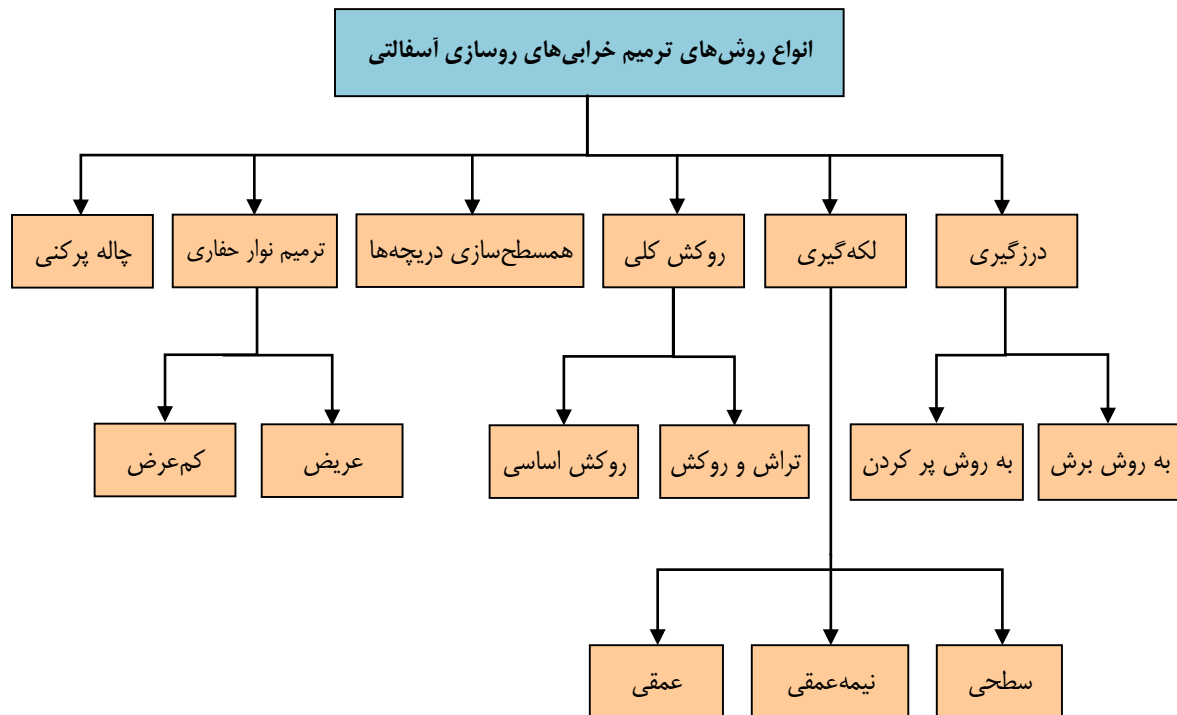 انواع روش‌های ترمیم خرابی‌های روسازی آسفالتی
درزگیری
لکه‌گیری
روکش کلی
همسطح‌سازی دریچه‌ها
ترمیم نوار حفاری
چاله پرکنی
به روش برش
به روش پر کردن
تراش و روکش
روکش اساسی
عریض
کم‌عرض
سطحی
نیمه‌عمقی
عمقی